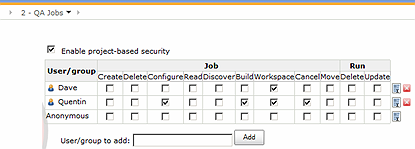 2 - QA Jobs
Enable project-based security
User/group Job Run
Create Delete Configure Read Discover Build Workspace Cancel Move Delete Update
Dave
Quentin
Anonymous
User/group to add: Add